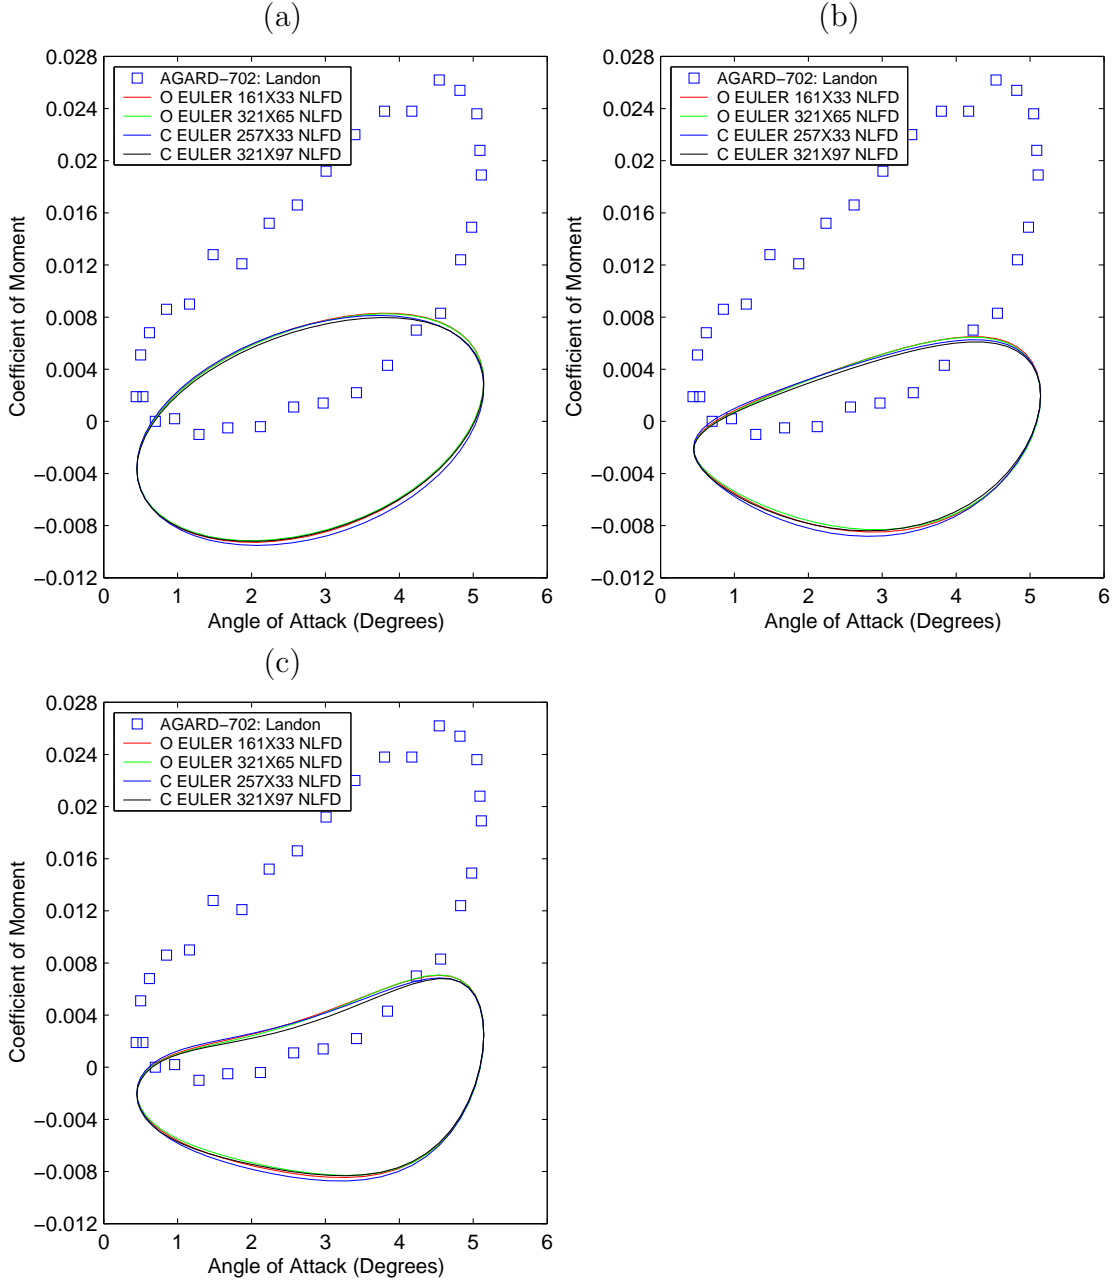 (a)
0.028
0.024
0.02
0.016
0.012
0.008
0.004
0
−0.004
−0.008
−0.012
0 1 2 3 4 5 6
Coefficient of Moment
Angle of Attack (Degrees)
AGARD−702: Landon
O EULER 161X33 NLFD
O EULER 321X65 NLFD
C EULER 257X33 NLFD
C EULER 321X97 NLFD
(b)
0.028
0.024
0.02
0.016
0.012
0.008
0.004
0
−0.004
−0.008
−0.012
0 1 2 3 4 5 6
Coefficient of Moment
Angle of Attack (Degrees)
AGARD−702: Landon
O EULER 161X33 NLFD
O EULER 321X65 NLFD
C EULER 257X33 NLFD
C EULER 321X97 NLFD
(c)
0.028
0.024
0.02
0.016
0.012
0.008
0.004
0
−0.004
−0.008
−0.012
0 1 2 3 4 5 6
Coefficient of Moment
Angle of Attack (Degrees)
AGARD−702: Landon
O EULER 161X33 NLFD
O EULER 321X65 NLFD
C EULER 257X33 NLFD
C EULER 321X97 NLFD